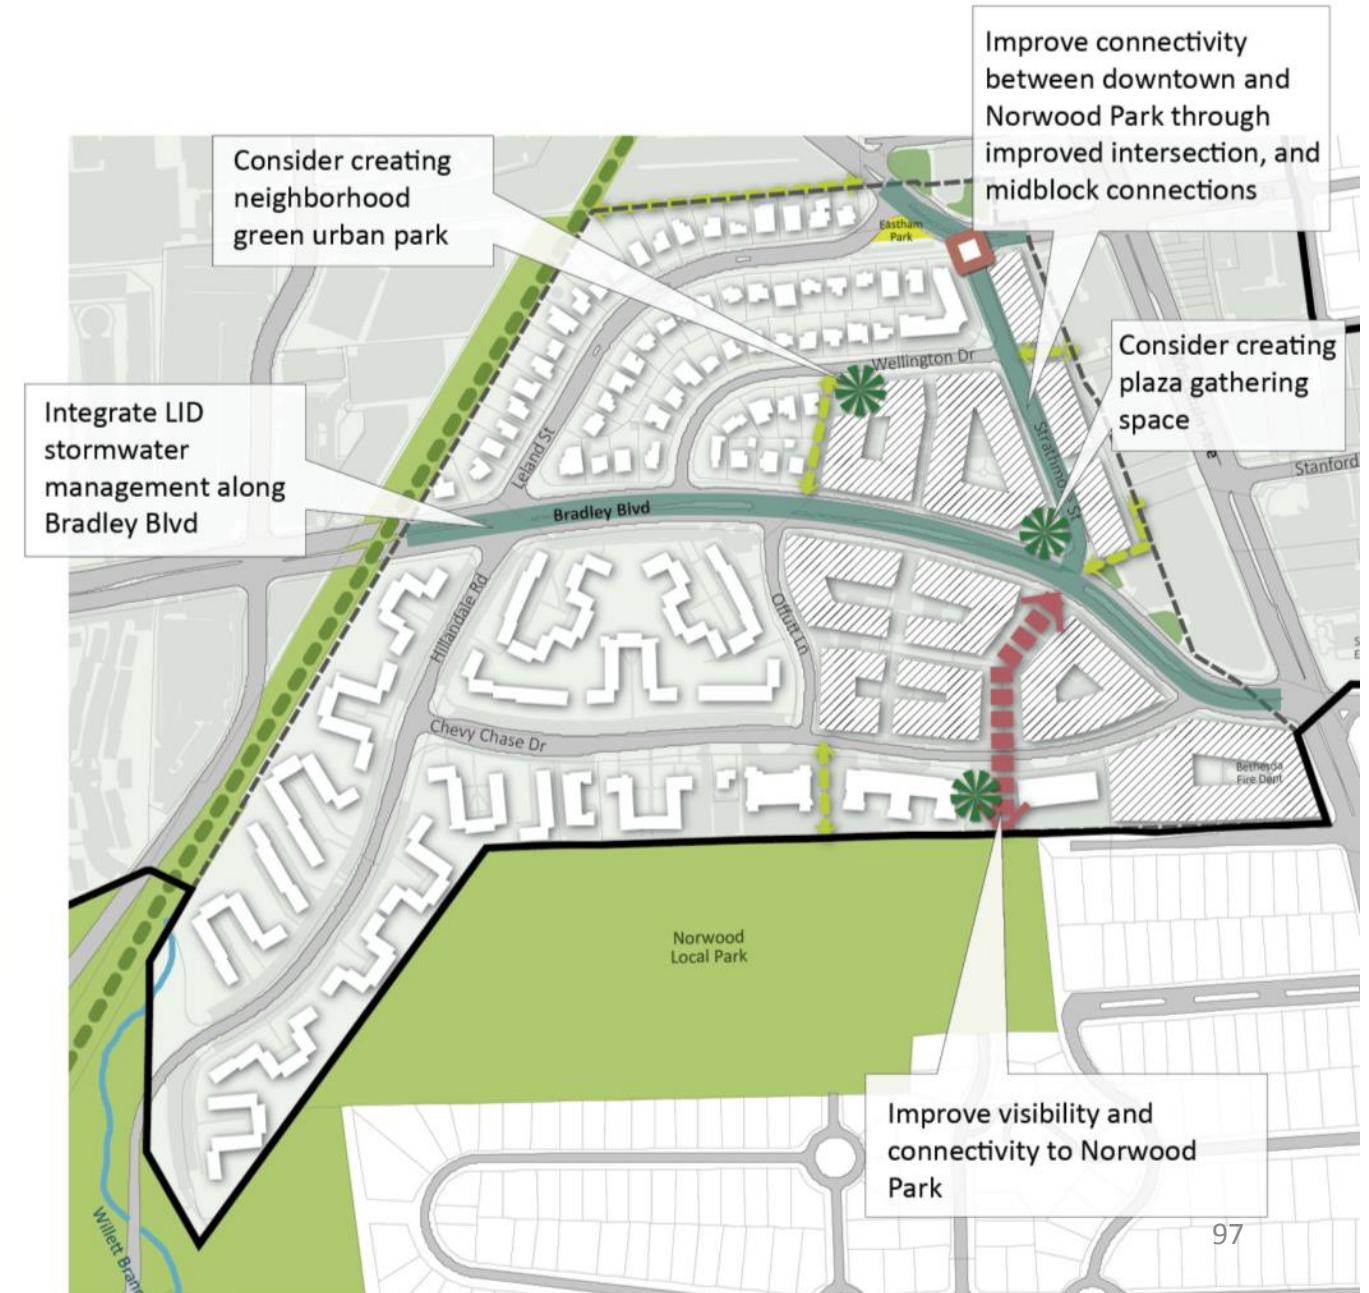 Improve connectivity
between downtown and
Norwood Park through
improved intersection, and
midblock connections
Consider creating
neighborhood
green urban park
Eastham
Park
Consider creating
plaza gathering
space
Wellington Dr
Integrate LID
stormwater
management along
Bradley Blvd
Leland St
Stanford
Bradley Blvd
Hillandale Rd
Offutt Ln
Chevy Chase Dr
Bethesda
Fire Dept
Norwood
Local Park
Improve visibility and
connectivity to Norwood
Park
Willett
97